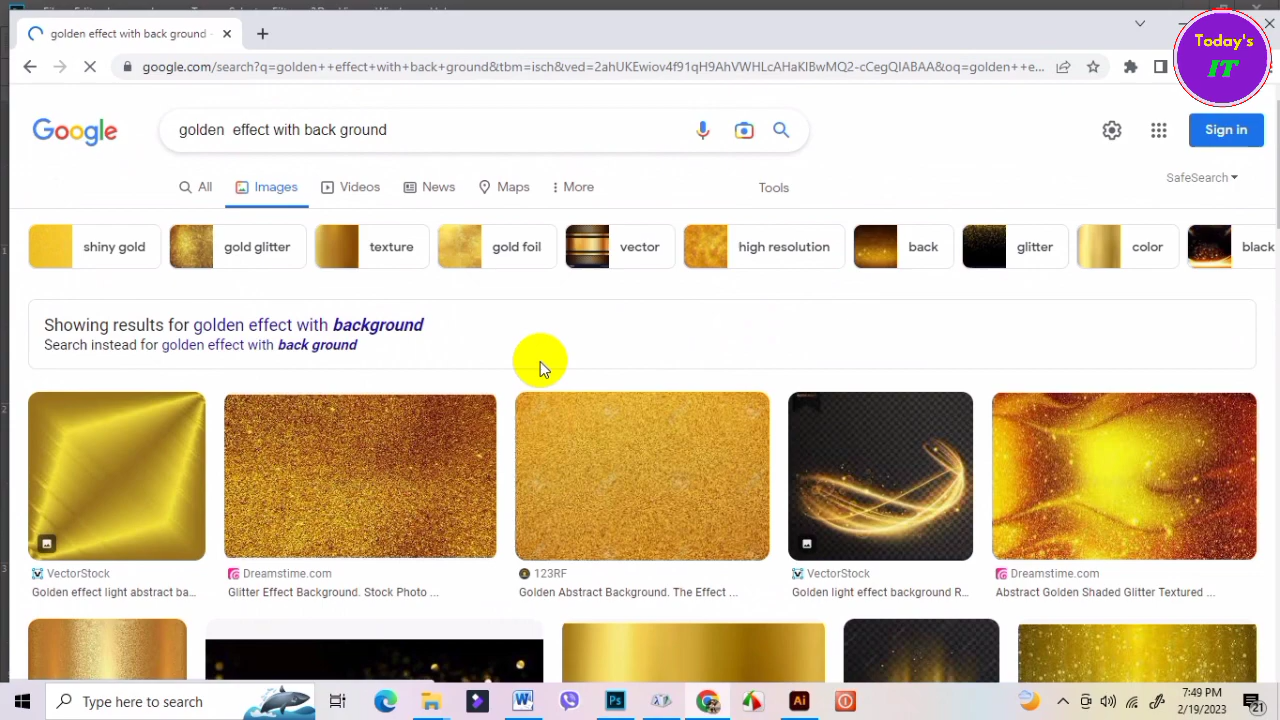 golden effect with back ground -
Today's
IT
google.com/search?q=golden++effect+with+back+ground&tbm=isch&ved=2ahUKEwiov4f91qH9AhVWHLcAHaKIBwMQ2-cCegQIABAA&oq=golden++e...
Google
golden  effect with back ground
Sign in
All Images Videos News Maps More Tools
SafeSearch
shiny gold gold glitter texture gold foil vector high resolution back glitter color black
Showing results for golden effect with background
Search instead for golden effect with back ground
VectorStock Dreamstime.com 123RF VectorStock Dreamstime.com
Golden effect light abstract ba... Glitter Effect Background. Stock Photo ... Golden Abstract Background. The Effect ... Golden light effect background R... Abstract Golden Shaded Glitter Textured ...
Type here to search
7:49 PM
2/19/2023
21